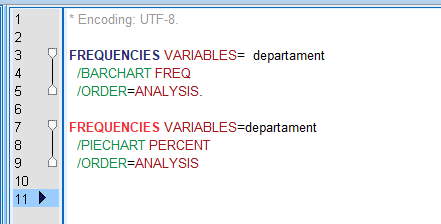 1 * Encoding: UTF-8.
2
3 FREQUENCIES VARIABLES=  departament
4 /BARCHART FREQ
5 /ORDER=ANALYSIS.
6
7 FREQUENCIES VARIABLES=departament
8 /PIECHART PERCENT
9 /ORDER=ANALYSIS
10
11